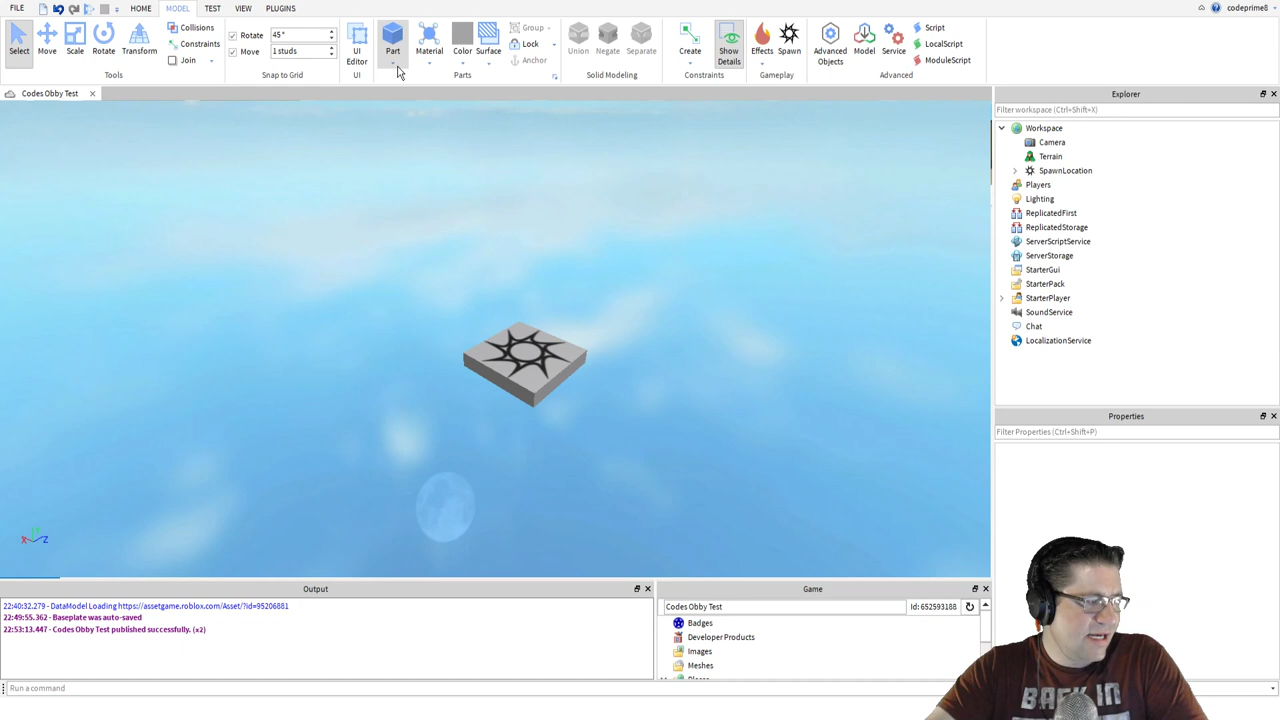 FILE HOME MODEL TEST VIEW PLUGINS codeprime8
Select Move Scale Rotate Transform
Collisions
Constraints
Join
Tools
Rotate 45°
Move 1 studs
Snap to Grid
UI Editor
UI
Part Material Color Surface
Group
Lock
Anchor
Parts
Union Negate Separate
Solid Modeling
Create Show Details
Constraints
Effects Spawn
Gameplay
Advanced Objects Model Service
Script
LocalScript
ModuleScript
Advanced
Codes Obby Test
Explorer
Filter workspace (Ctrl+Shift+X)
Workspace
Camera
Terrain
SpawnLocation
Players
Lighting
ReplicatedFirst
ReplicatedStorage
ServerScriptService
ServerStorage
StarterGui
StarterPack
StarterPlayer
SoundService
Chat
LocalizationService
Properties
Filter Properties (Ctrl+Shift+P)
X Y Z
Output
22:40:32.279 - DataModel Loading https://assetgame.roblox.com/Asset/?id=95206881
22:49:55.362 - Baseplate was auto-saved
22:53:13.447 - Codes Obby Test published successfully. (x2)
Game
Codes Obby Test Id: 652593188
Badges
Developer Products
Images
Meshes
Run a command
BACK IN